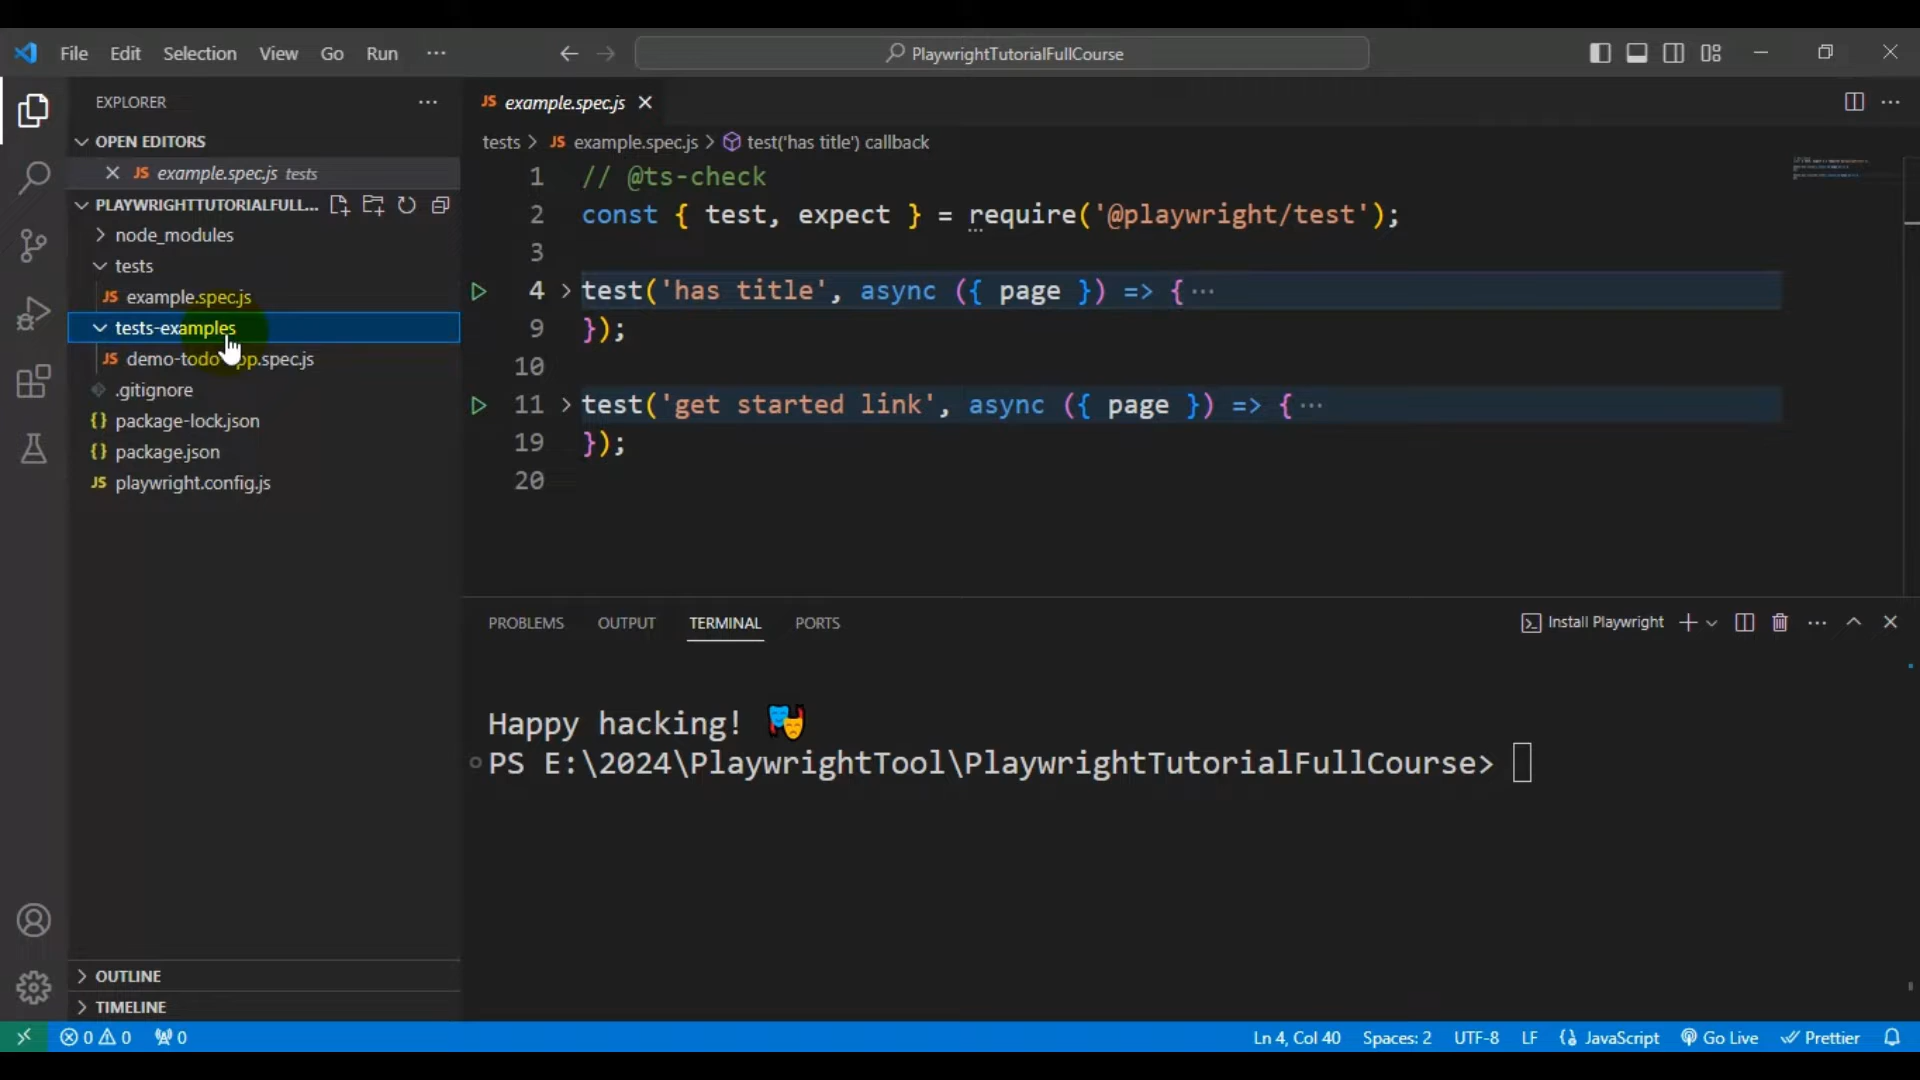 File Edit Selection View Go Run ···
PlaywrightTutorialFullCourse
EXPLORER ···
OPEN EDITORS
JS example.spec.js tests
PLAYWRIGHTTUTORIALFULL...
node_modules
tests
JS example.spec.js
tests-examples
JS demo-todo-app.spec.js
.gitignore
{} package-lock.json
{} package.json
JS playwright.config.js
OUTLINE
TIMELINE
JS example.spec.js
tests > JS example.spec.js > test('has title') callback
1 // @ts-check
2 const { test, expect } = require('@playwright/test');
3
4 test('has title', async ({ page }) => {···
9 });
10
11 test('get started link', async ({ page }) => {···
19 });
20
PROBLEMS OUTPUT TERMINAL PORTS
Install Playwright
Happy hacking! 🎭
PS E:\2024\PlaywrightTool\PlaywrightTutorialFullCourse>
0 0 0
Ln 4, Col 40 Spaces: 2 UTF-8 LF JavaScript Go Live Prettier